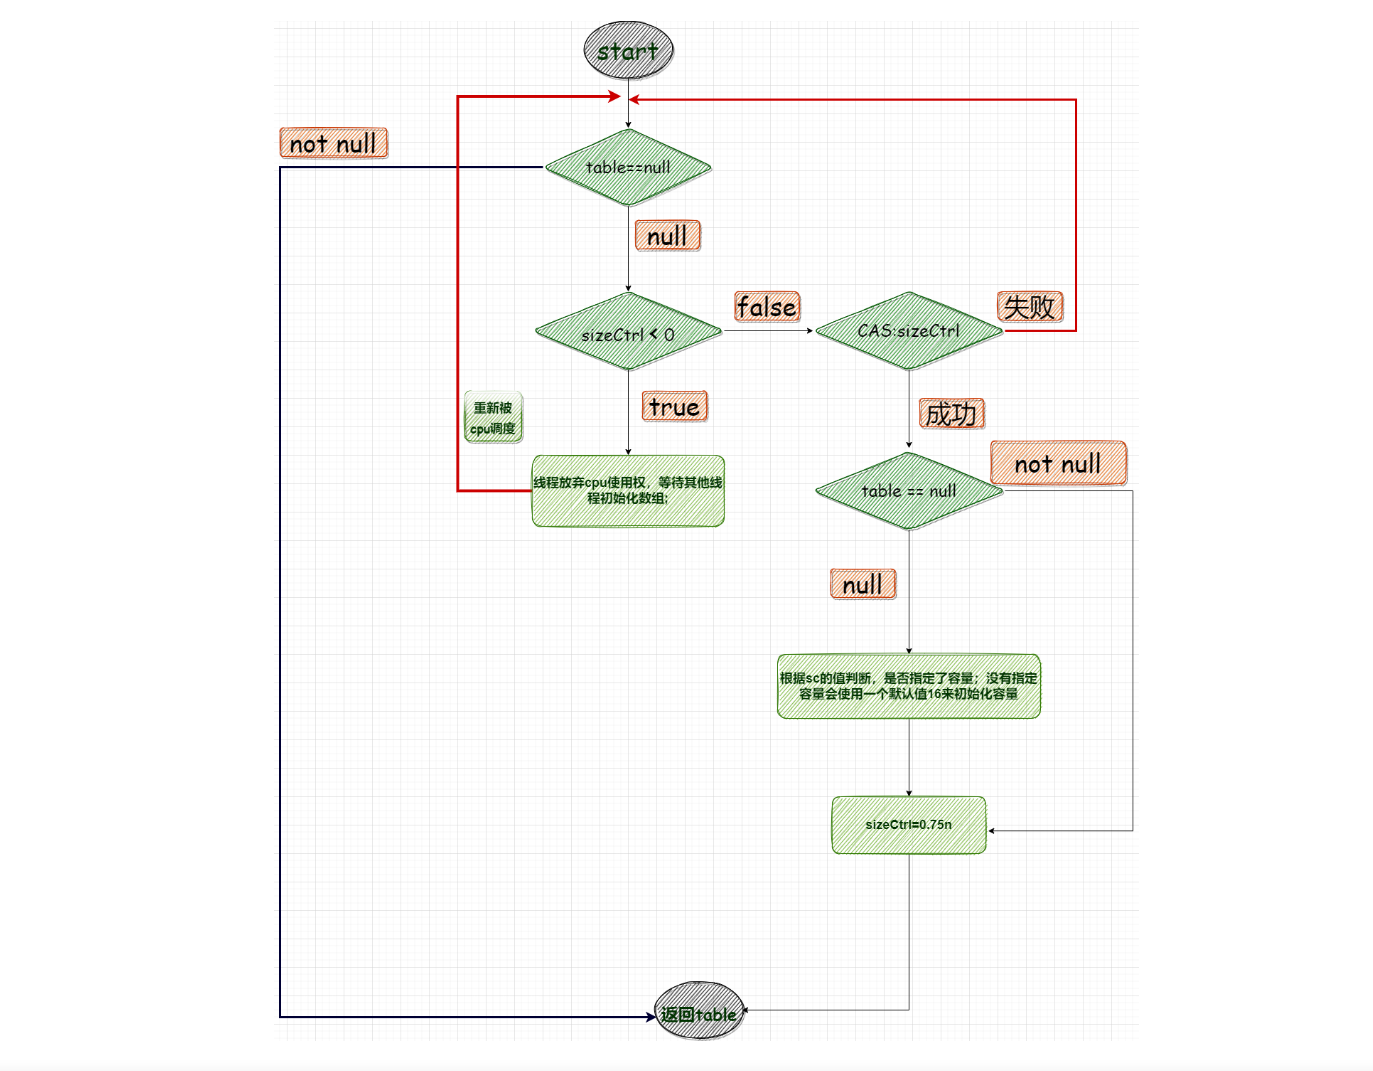 start
not null
table==null
null
false
失败
sizeCtrl < 0
CAS:sizeCtrl
true
重新被
cpu调度
成功
not null
线程放弃cpu使用权，等待其他线
程初始化数组;
table == null
null
根据sc的值判断，是否指定了容量；没有指定
容量会使用一个默认值16来初始化容量
sizeCtrl=0.75n
返回table